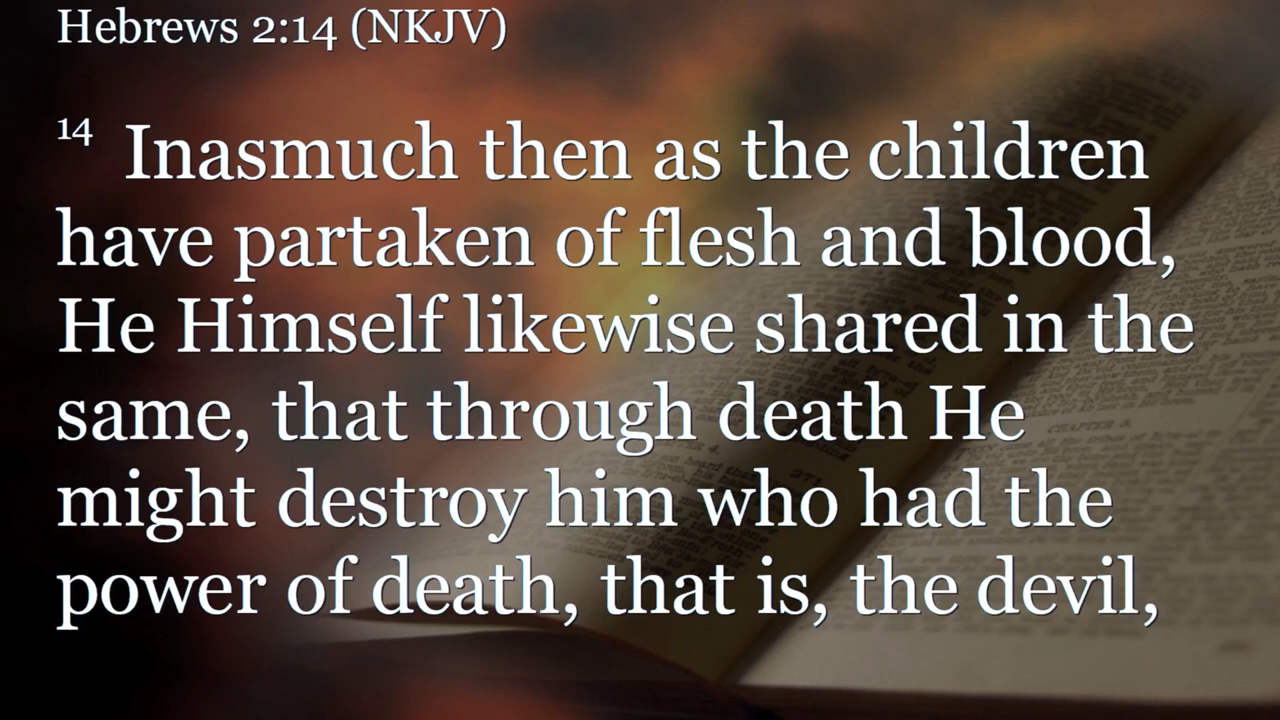 Hebrews 2:14 (NKJV)
14 Inasmuch then as the children
have partaken of flesh and blood,
He Himself likewise shared in the
same, that through death He
might destroy him who had the
power of death, that is, the devil,